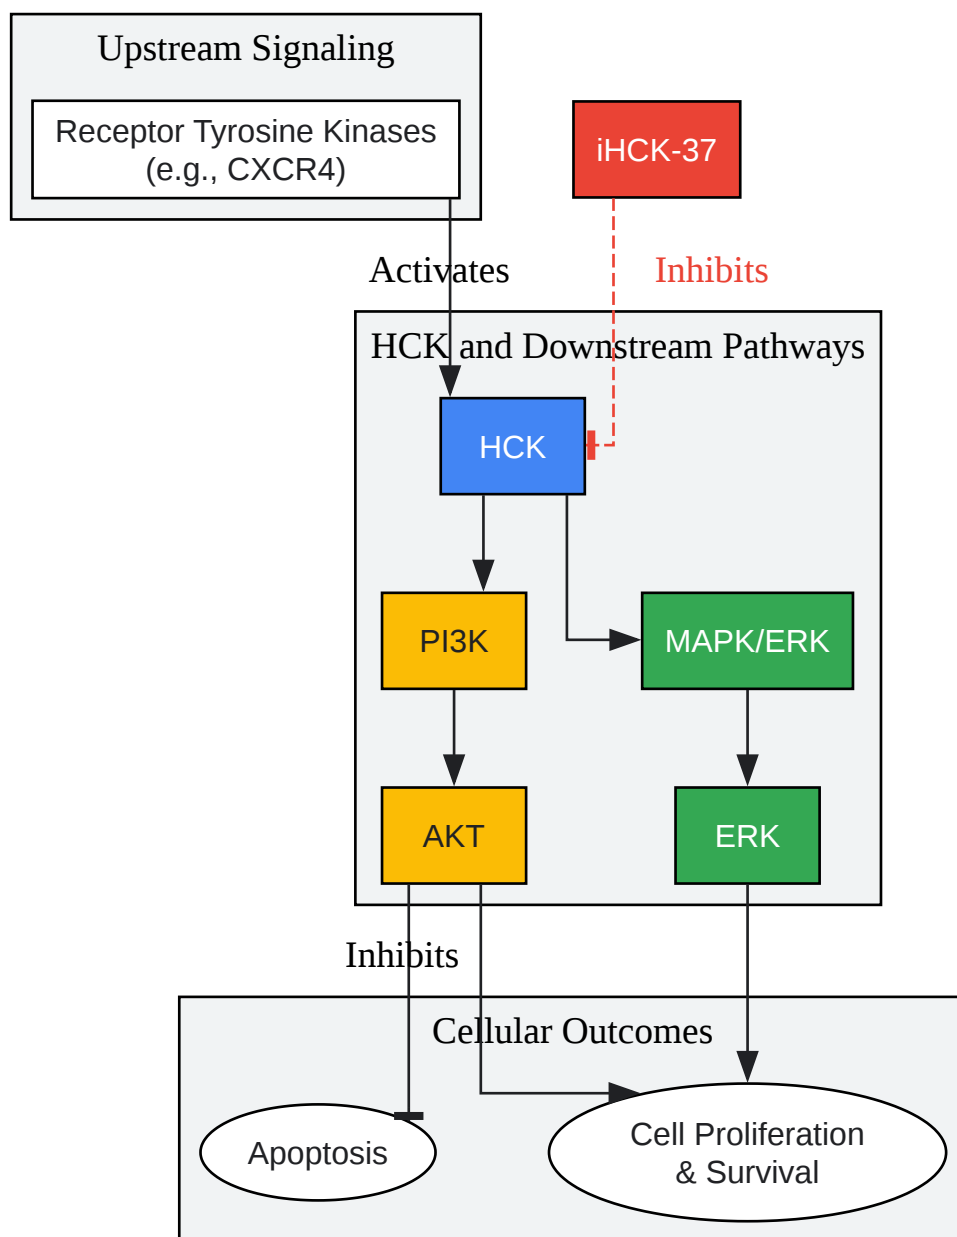 Upstream Signaling
Receptor Tyrosine Kinases
(e.g., CXCR4)
iHCK-37
Activates
Inhibits
HCK and Downstream Pathways
HCK
PI3K
MAPK/ERK
AKT
ERK
Inhibits
Cellular Outcomes
Apoptosis
Cell Proliferation
& Survival